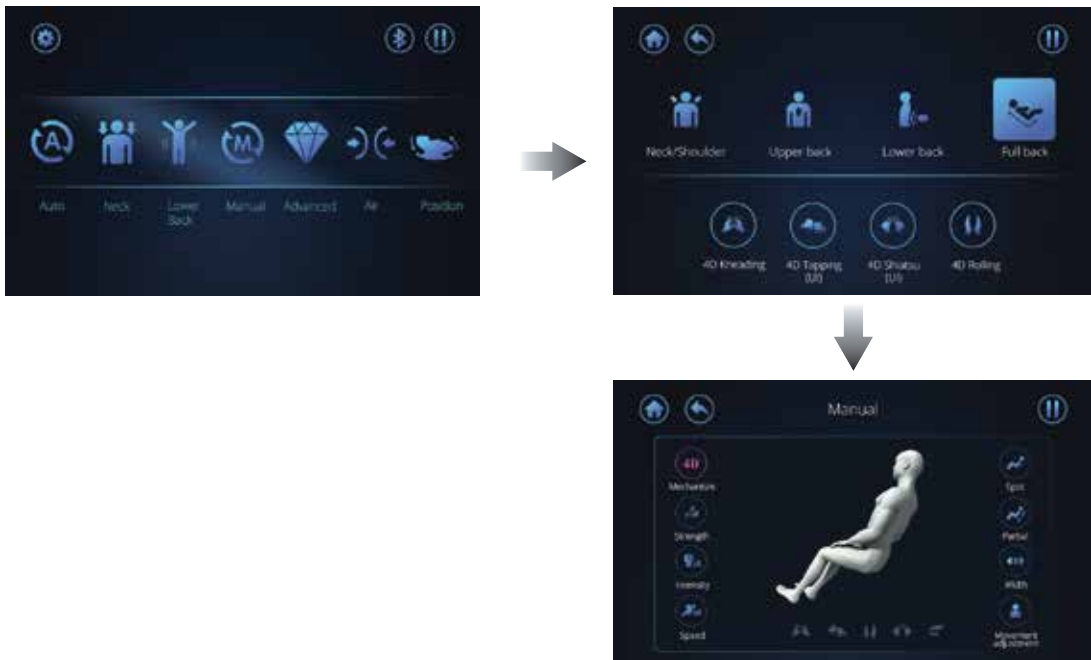 A
M
Auto
Neck
Lower
Back
Manual
Advanced
Air
Position
Neck/Shoulder
Upper back
Lower back
Full back
4D Kneading
4D Tapping
(UI)
4D Shiatsu
(UI)
4D Rolling
Manual
4D
Mechanism
Strength
Intensity
Speed
Spot
Partial
Width
Movement
adjustment